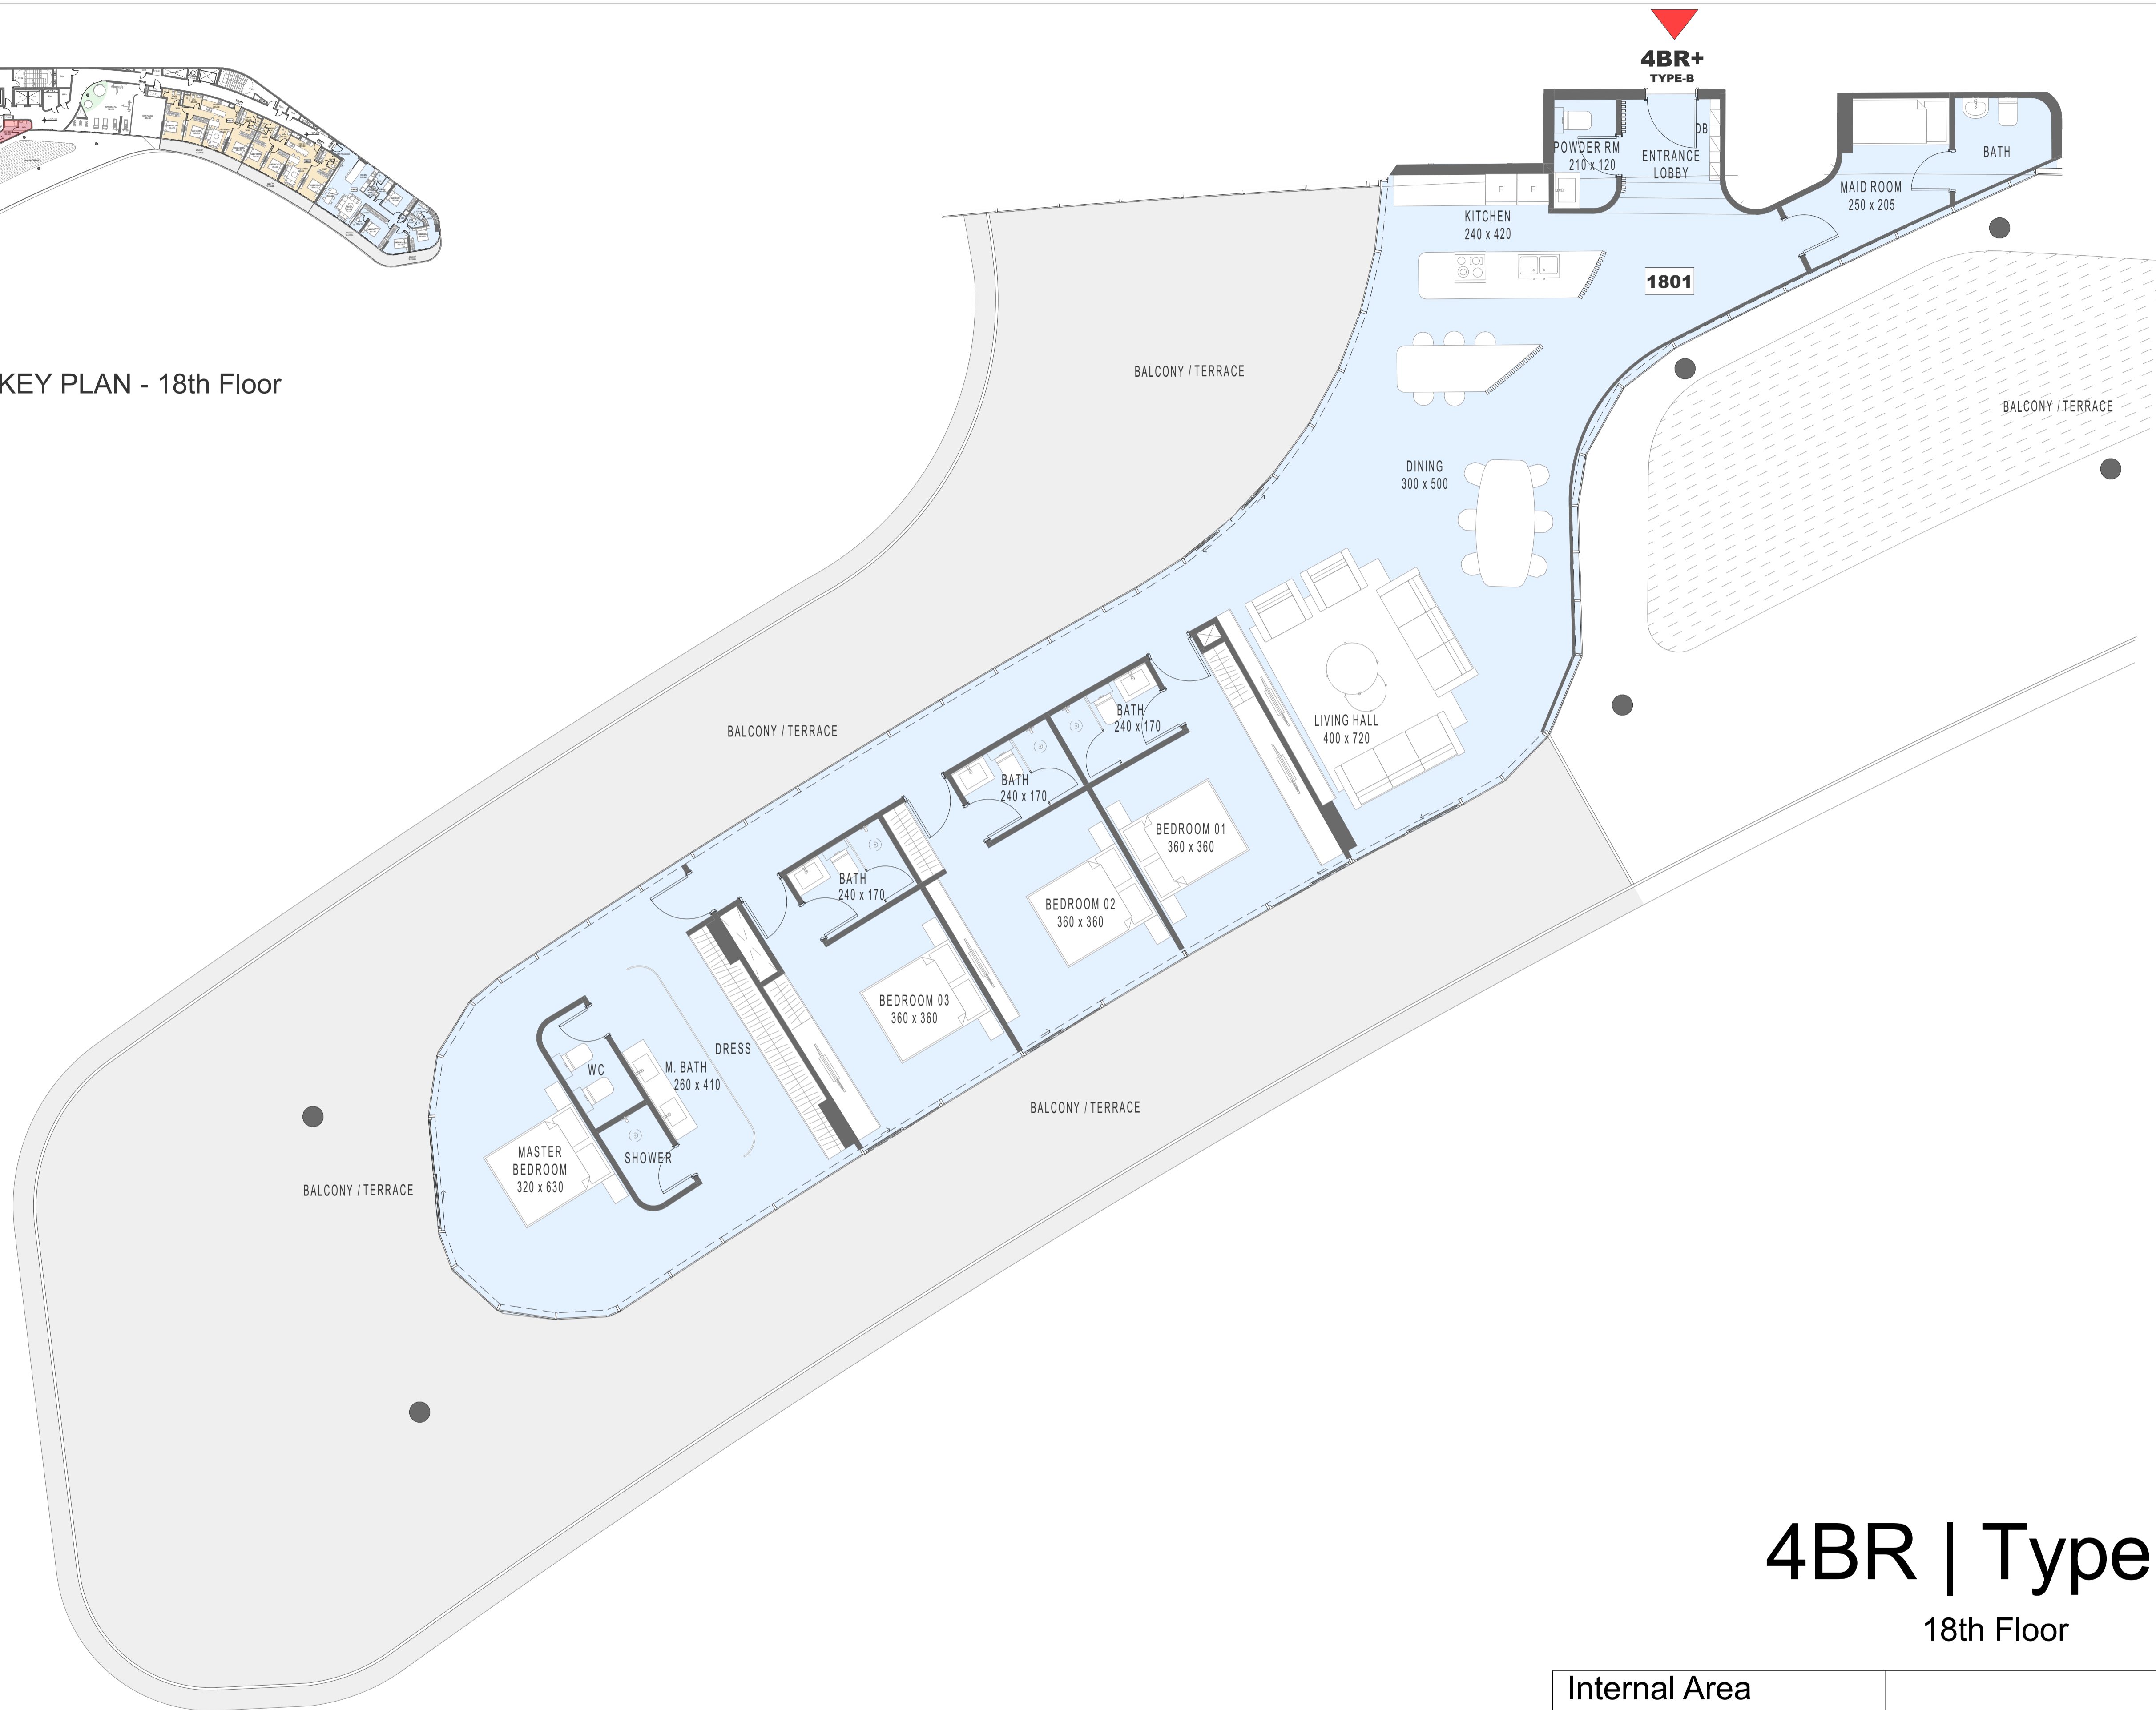 4BR+
TYPE-B
POWDER RM
210 x 120
ENTRANCE
LOBBY
DB
MAID ROOM
250 x 205
BATH
F
F
KITCHEN
240 x 420
1801
KEY PLAN - 18th Floor
BALCONY / TERRACE
BALCONY / TERRACE
DINING
300 x 500
LIVING HALL
400 x 720
BALCONY / TERRACE
BATH
240 x 170
BATH
240 x 170
BATH
240 x 170
BEDROOM 01
360 x 360
BEDROOM 02
360 x 360
BEDROOM 03
360 x 360
DRESS
WC
M. BATH
260 x 410
SHOWER
MASTER
BEDROOM
320 x 630
BALCONY / TERRACE
BALCONY / TERRACE
4BR | Type
18th Floor
Internal Area